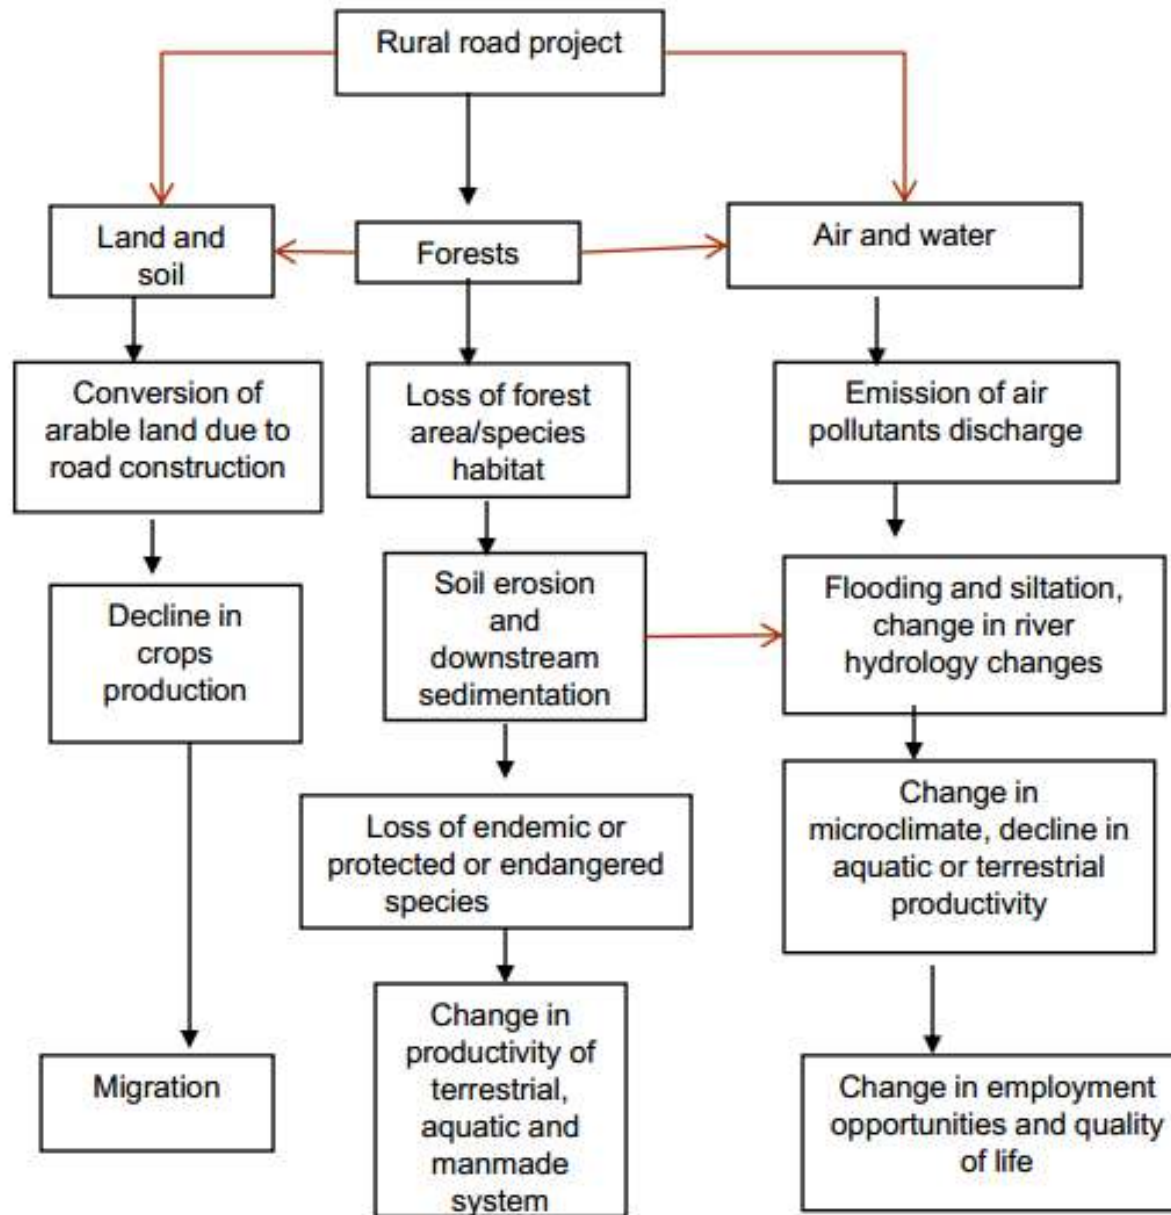 Rural road project
Land and
soil
Forests
Air and water
Conversion of
arable land due to
road construction
Loss of forest
area/species
habitat
Emission of air
pollutants discharge
Decline in
crops
production
Soil erosion
and
downstream
sedimentation
Flooding and siltation,
change in river
hydrology changes
Loss of endemic or
protected or endangered
species
Change in
microclimate, decline in
aquatic or terrestrial
productivity
Migration
Change in
productivity of
terrestrial,
aquatic and
manmade
system
Change in employment
opportunities and quality
of life